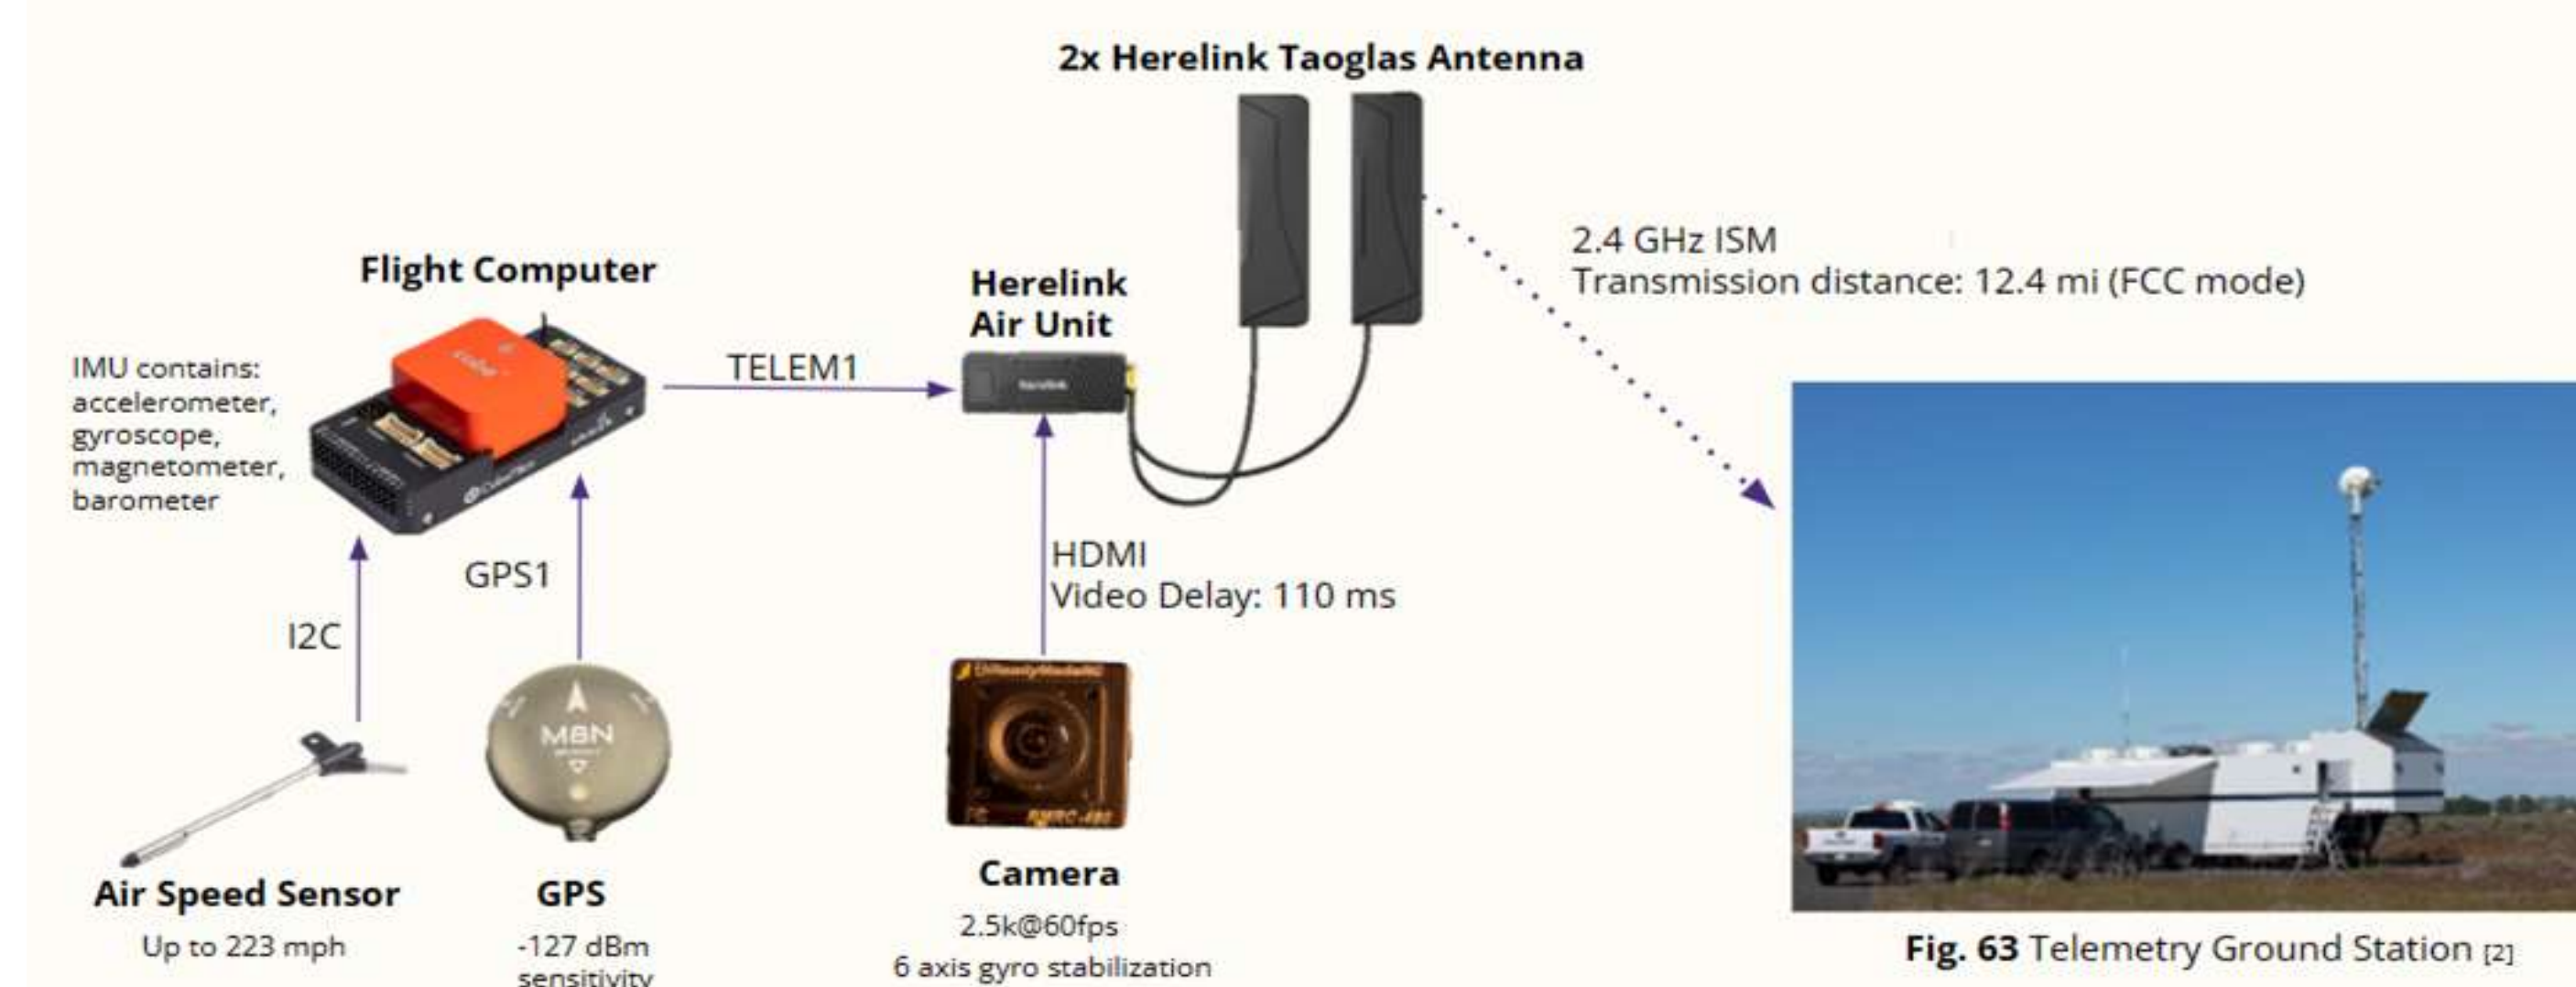 2x Herelink Taoglas Antenna
2.4 GHz ISM
Transmission distance: 12.4 mi (FCC mode)
Flight Computer
Herelink
Air Unit
IMU contains:
accelerometer,
gyroscope,
magnetometer,
barometer
cube
TELEM1
herelink
HDMI
Video Delay: 110 ms
GPS1
I2C
M8N
Air Speed Sensor
Up to 223 mph
GPS
-127 dBm
sensitivity
Camera
2.5k@60fps
6 axis gyro stabilization
Fig. 63 Telemetry Ground Station [2]